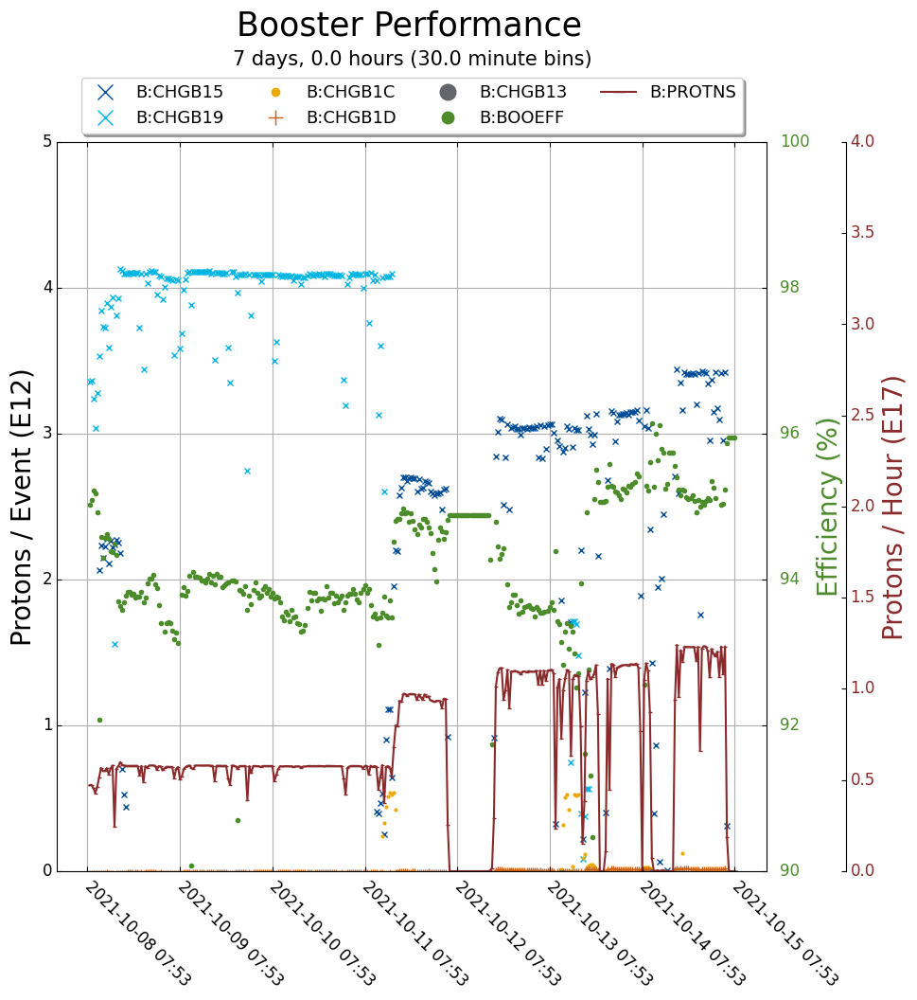 Booster Performance
7 days, 0.0 hours (30.0 minute bins)
B:CHGB15 B:CHGB1C B:CHGB13 B:PROTNS
B:CHGB19 B:CHGB1D B:BOOEFF
5 100 4.0
3.5
4 98
3.0
2.5
3 96
2.0
2 94
1.5
1.0
1 92
0.5
0 90 0.0
Protons / Event (E12)
Efficiency (%)
Protons / Hour (E17)
2021-10-08 07:53
2021-10-09 07:53
2021-10-10 07:53
2021-10-11 07:53
2021-10-12 07:53
2021-10-13 07:53
2021-10-14 07:53
2021-10-15 07:53